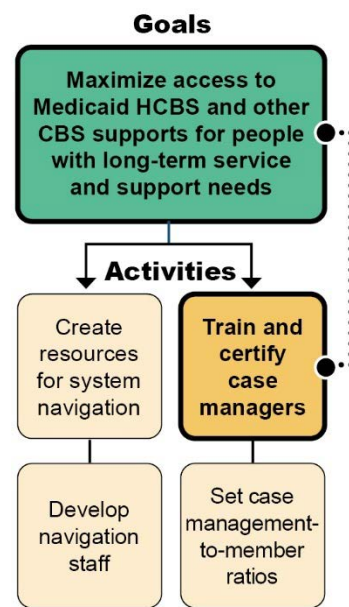 Goals
Maximize access to
Medicaid HCBS and other
CBS supports for people
with long-term service
and support needs
Activities
Create
resources
for system
navigation
Train and
certify
case
managers
Develop
navigation
staff
Set case
management-
to-member
ratios